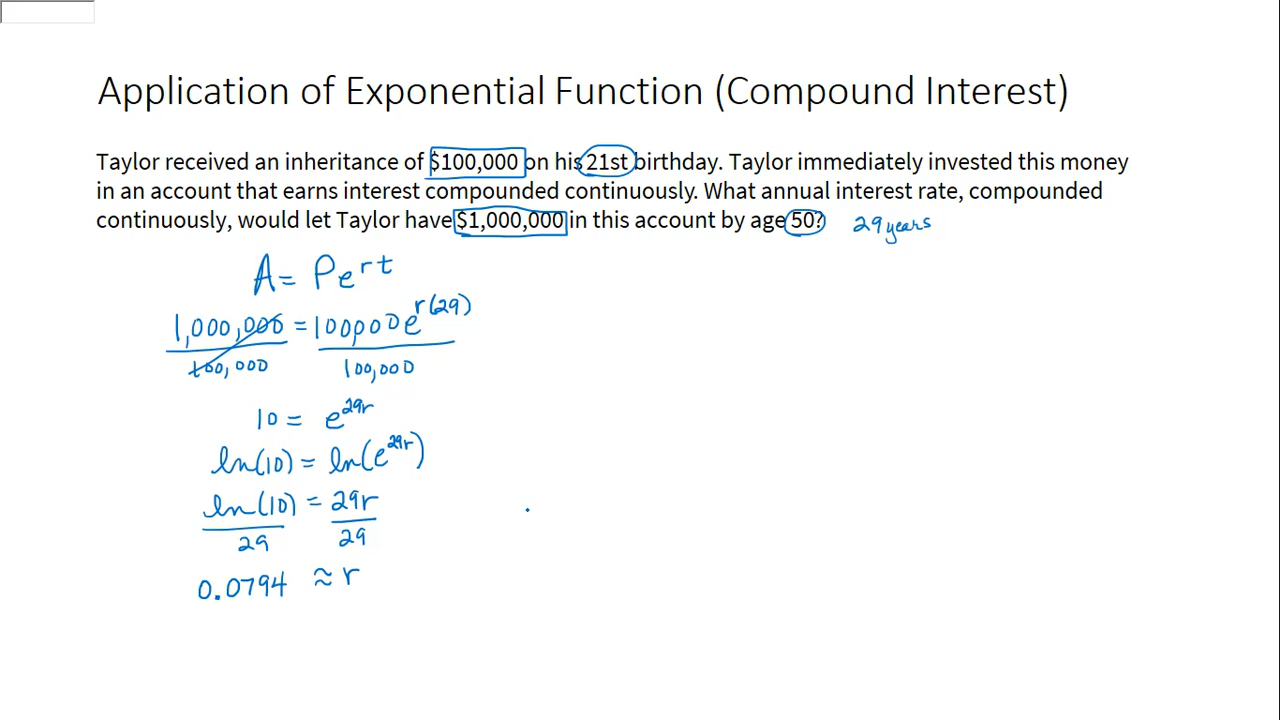 Application of Exponential Function (Compound Interest)
Taylor received an inheritance of $100,000 on his 21st birthday. Taylor immediately invested this money
in an account that earns interest compounded continuously. What annual interest rate, compounded
continuously, would let Taylor have $1,000,000 in this account by age 50? 29 years
A = Pe^{rt}
1,000,000 = 100000e^{r(29)}
100,000 100,000
10 = e^{29r}
ln(10) = ln(e^{29r})
ln(10) = 29r
29 29
0.0794 ≈ r